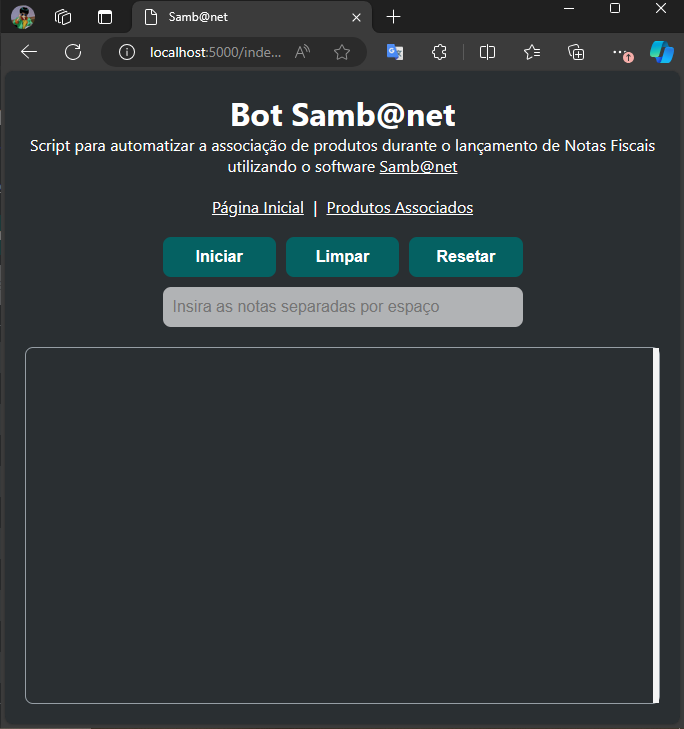 Samb@net
localhost:5000/inde...
Bot Samb@net
Script para automatizar a associação de produtos durante o lançamento de Notas Fiscais
utilizando o software Samb@net
Página Inicial | Produtos Associados
Iniciar Limpar Resetar
Insira as notas separadas por espaço